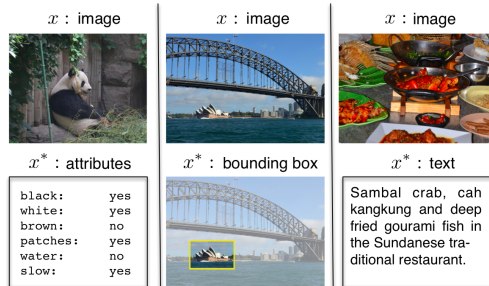 x : image
x : image
x : image
x* : attributes
x* : bounding box
x* : text
black: yes
white: yes
brown: no
patches: yes
water: no
slow: yes
Sambal crab, cah
kangkung and deep
fried gourami fish in
the Sundanese tra-
ditional restaurant.